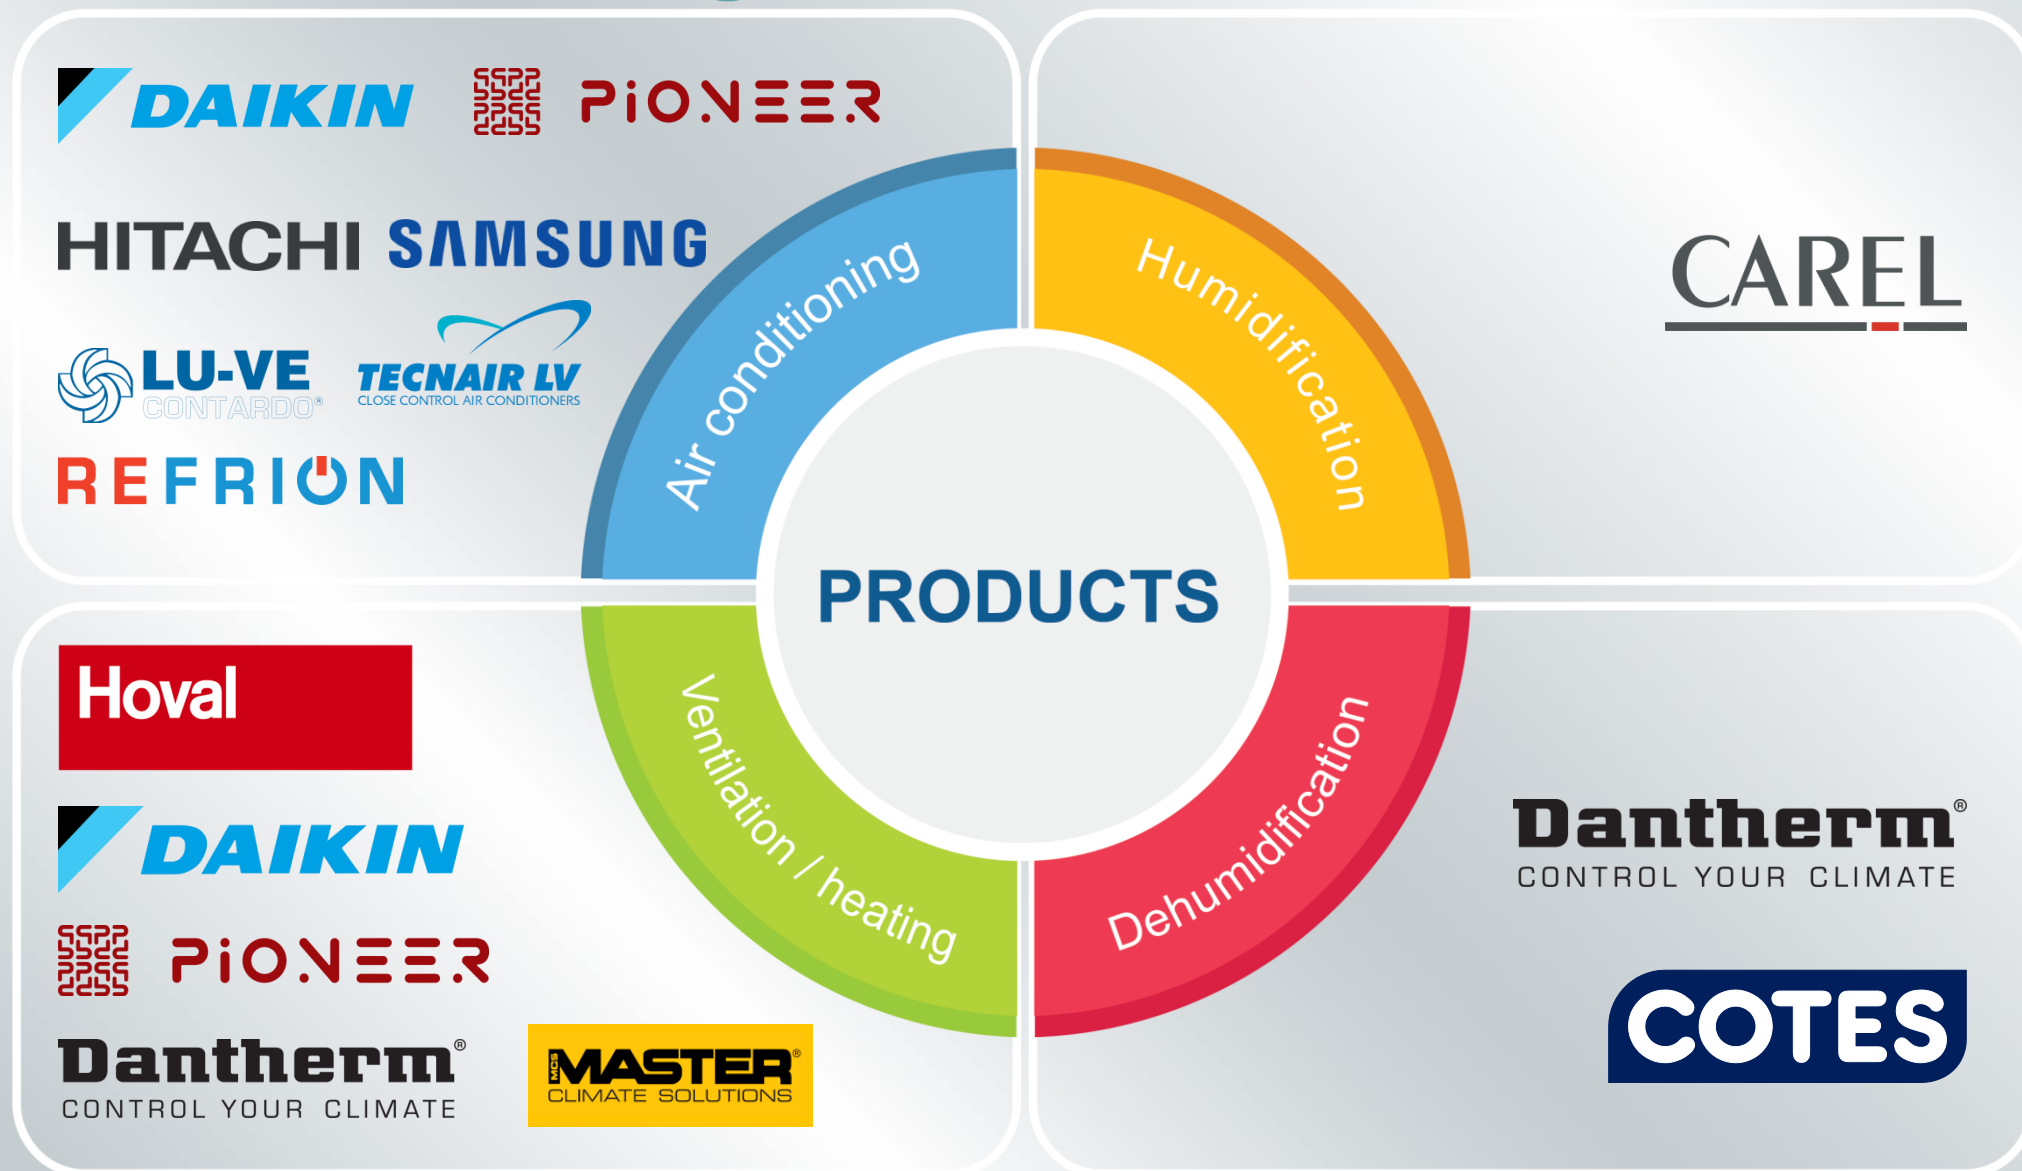 DAIKIN PiONEER
HITACHI SAMSUNG
LU-VE
CONTARDO®
TECNAIR LV
CLOSE CONTROL AIR CONDITIONERS
REFRION
Air conditioning
Humidification
CAREL
PRODUCTS
Hoval
DAIKIN
PiONEER
Dantherm®
CONTROL YOUR CLIMATE
MCS MASTER®
CLIMATE SOLUTIONS
Ventilation / heating
Dehumidification
Dantherm®
CONTROL YOUR CLIMATE
COTES